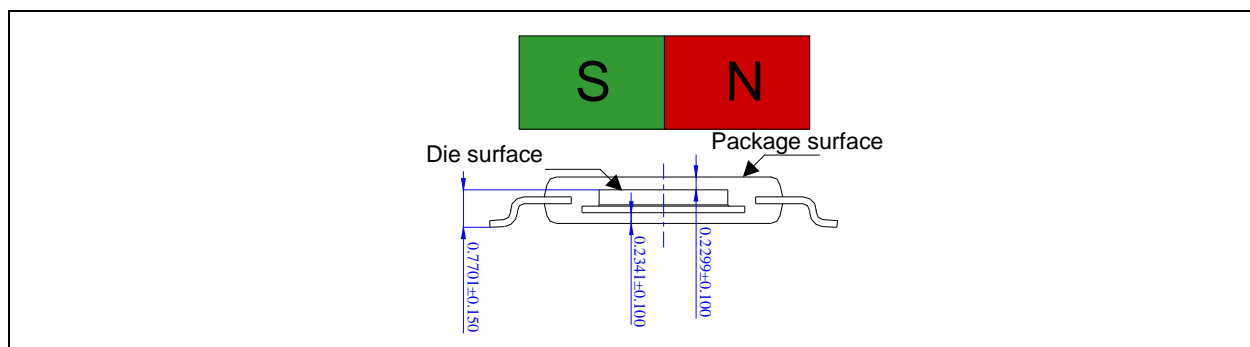 S N
Die surface
Package surface
0.7701±0.150
0.2341±0.100
0.2299±0.100